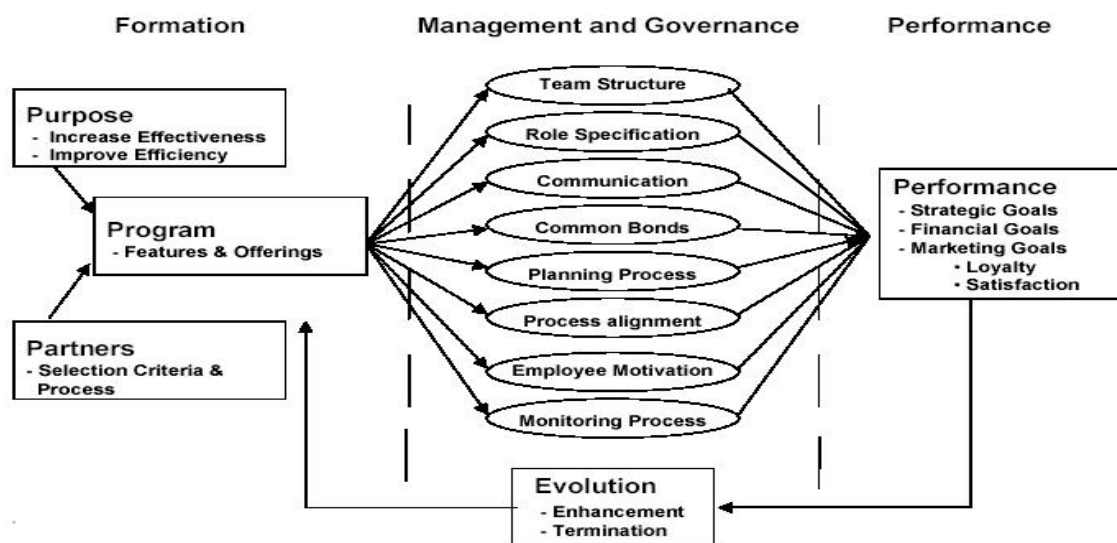 Formation
Management and Governance
Performance
Purpose
- Increase Effectiveness
- Improve Efficiency
Program
- Features & Offerings
Partners
- Selection Criteria &
Process
Team Structure
Role Specification
Communication
Common Bonds
Planning Process
Process alignment
Employee Motivation
Monitoring Process
Performance
- Strategic Goals
- Financial Goals
- Marketing Goals
• Loyalty
• Satisfaction
Evolution
- Enhancement
- Termination